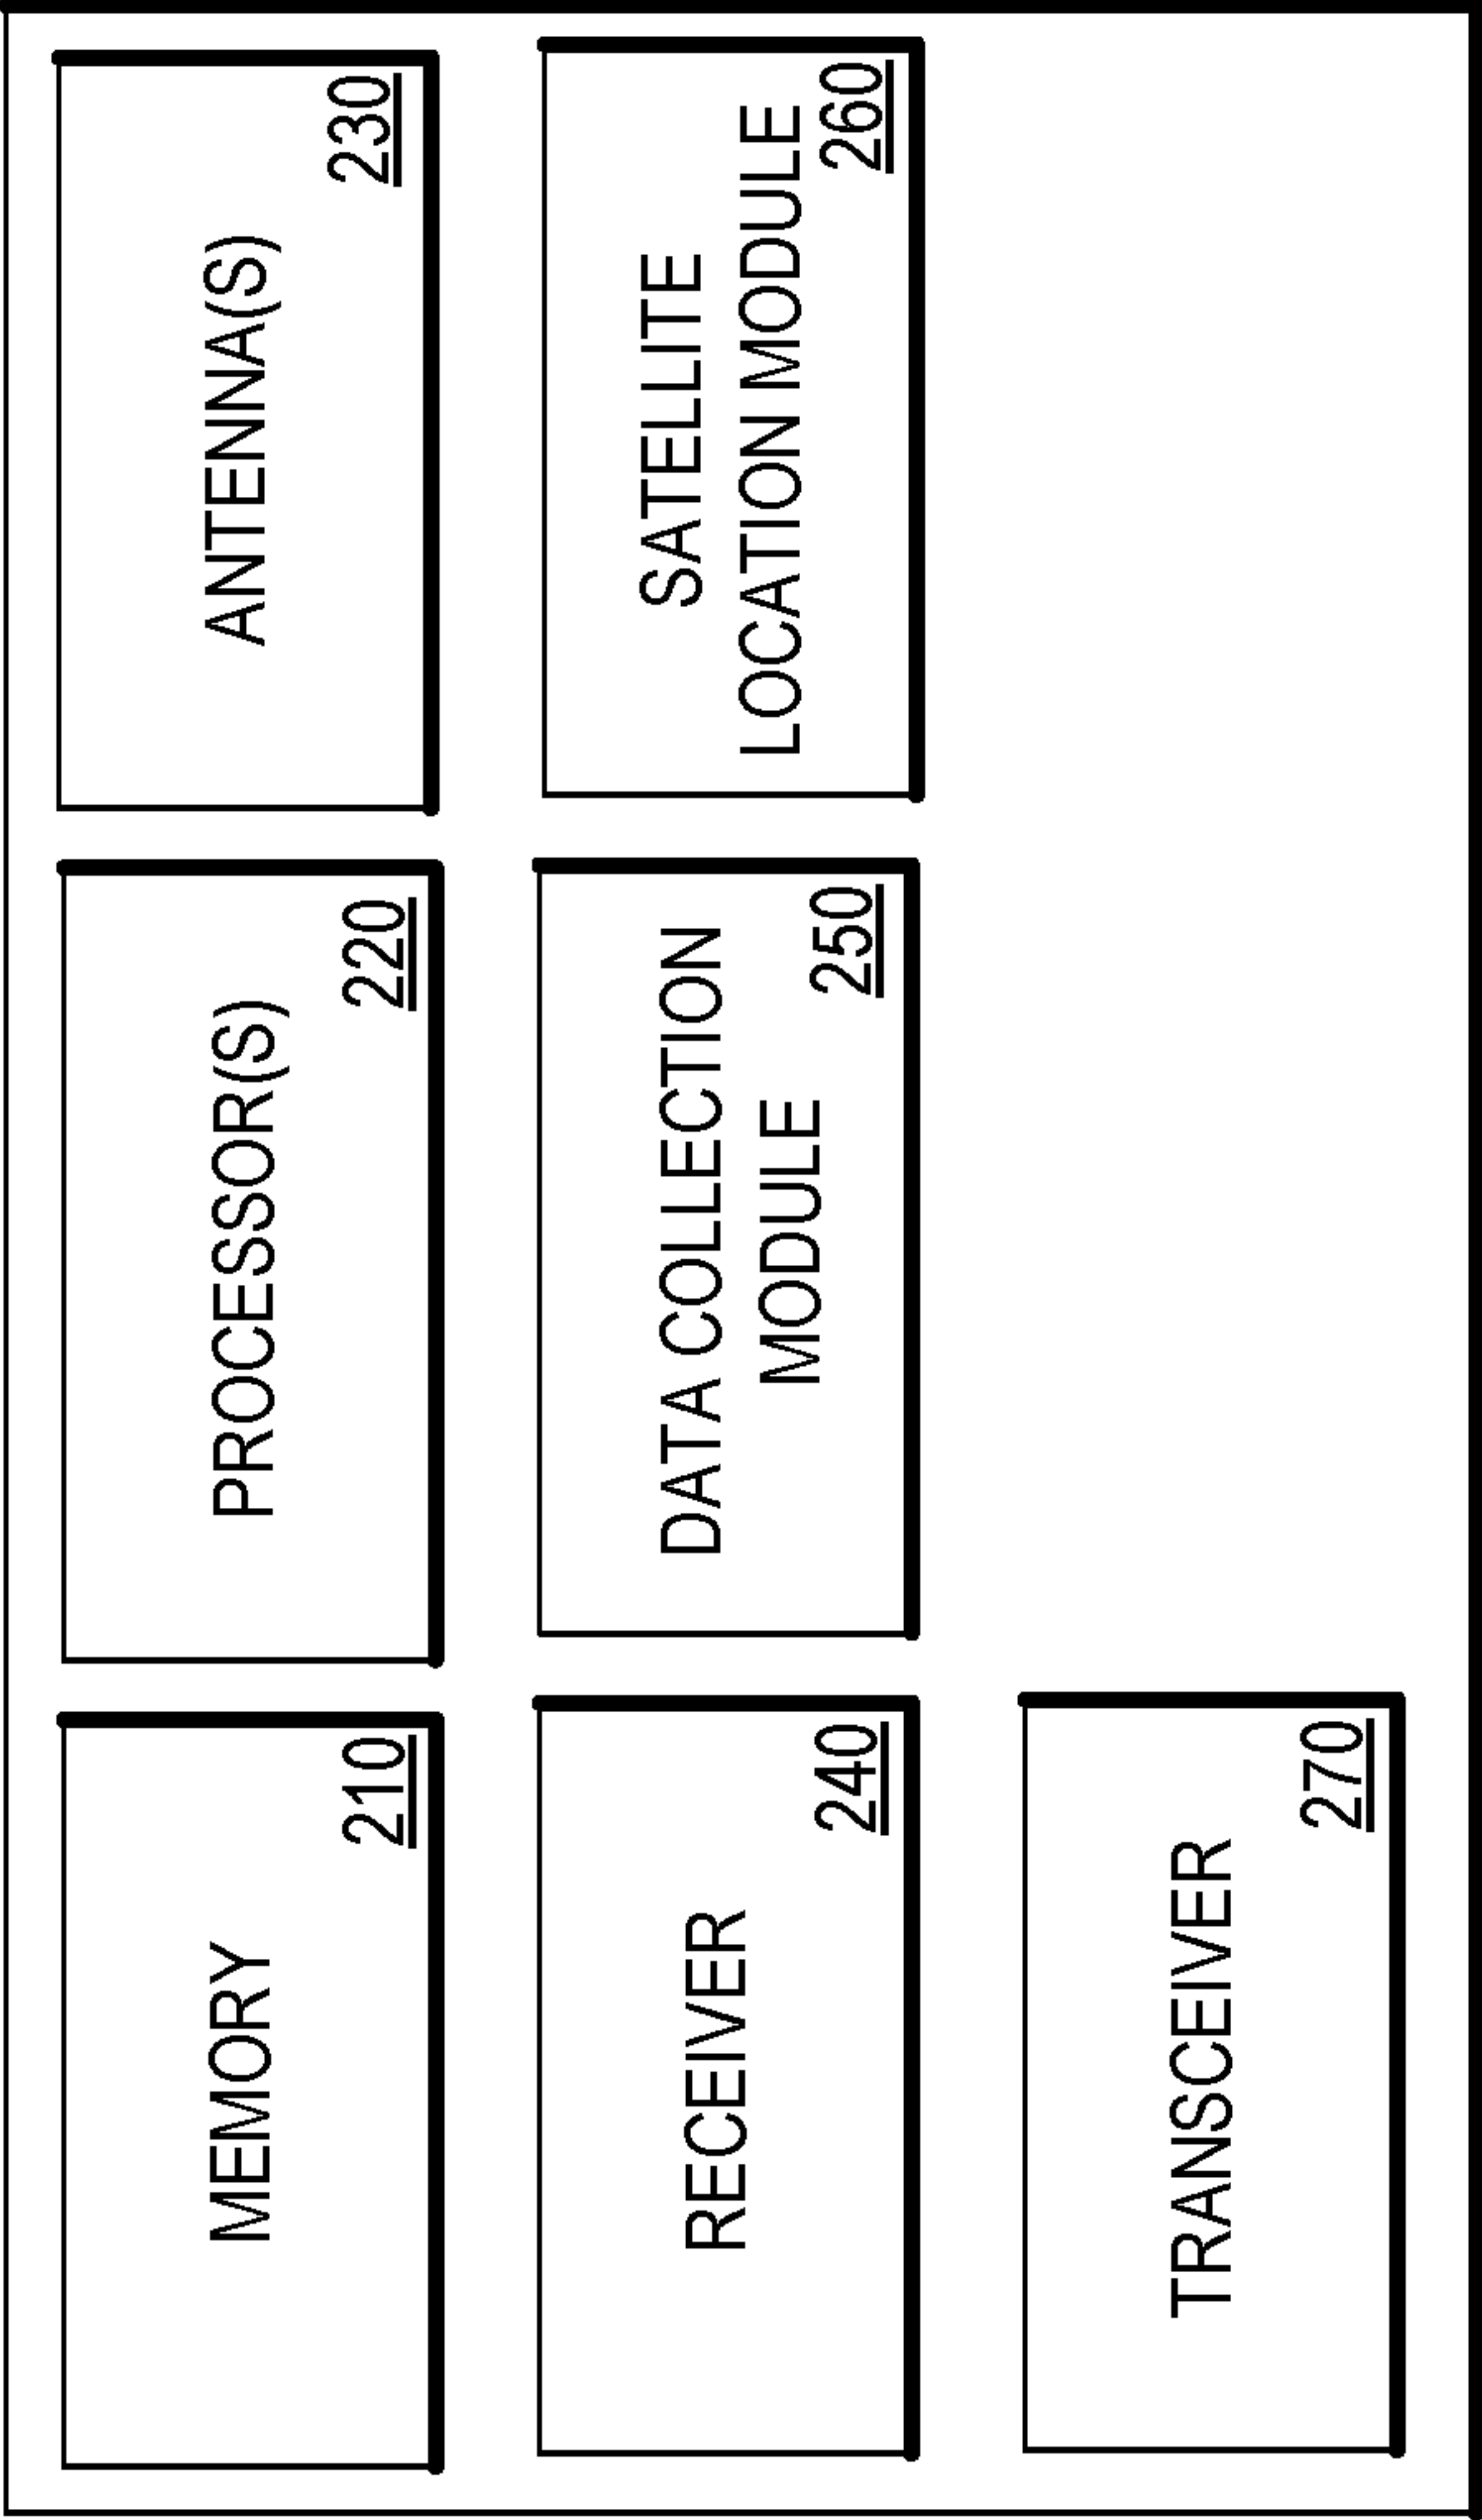 MEMORY
210
PROCESSOR(S)
220
ANTENNA(S)
230
RECEIVER
240
DATA COLLECTION
MODULE
250
SATELLITE
LOCATION MODULE
260
TRANSCEIVER
270